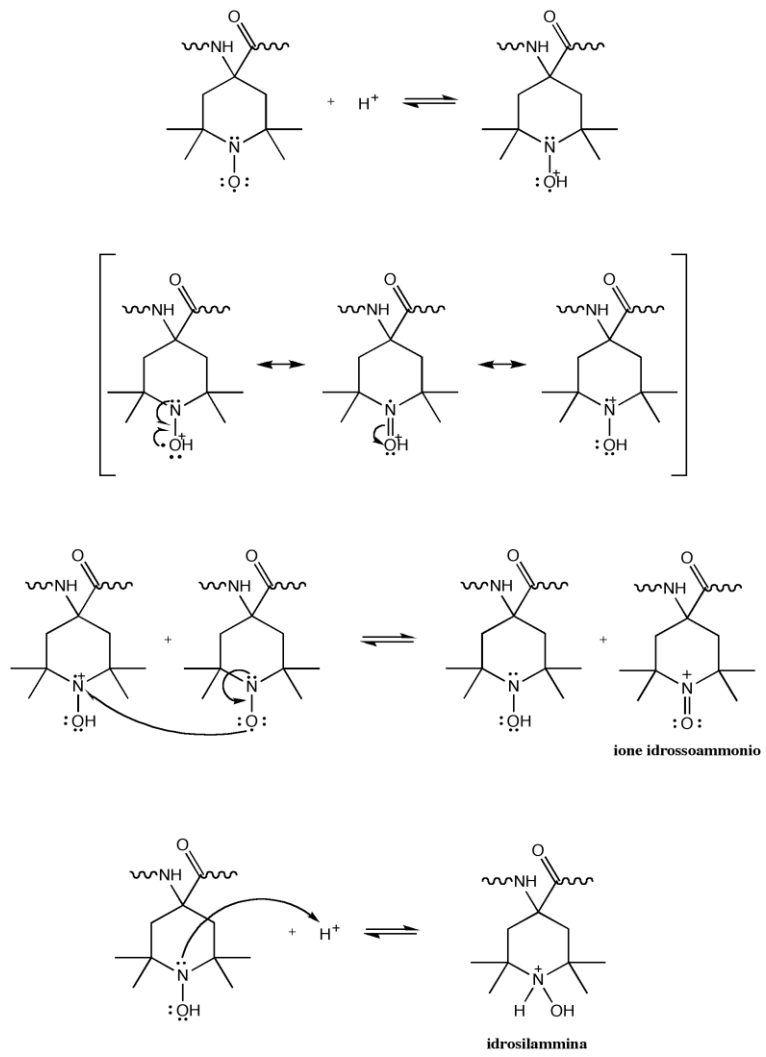 O
NH
N
O
+ H+
O
NH
N
OH
+
O
NH
N
OH
+
O
NH
N
OH
+
O
NH
N
+
OH
O
NH
N
+
OH
+
O
NH
N
O
O
NH
N
OH
+
O
NH
N
+
O
ione idrossoammonio
O
NH
N
OH
+ H+
O
NH
N
+
H OH
idrosilammina